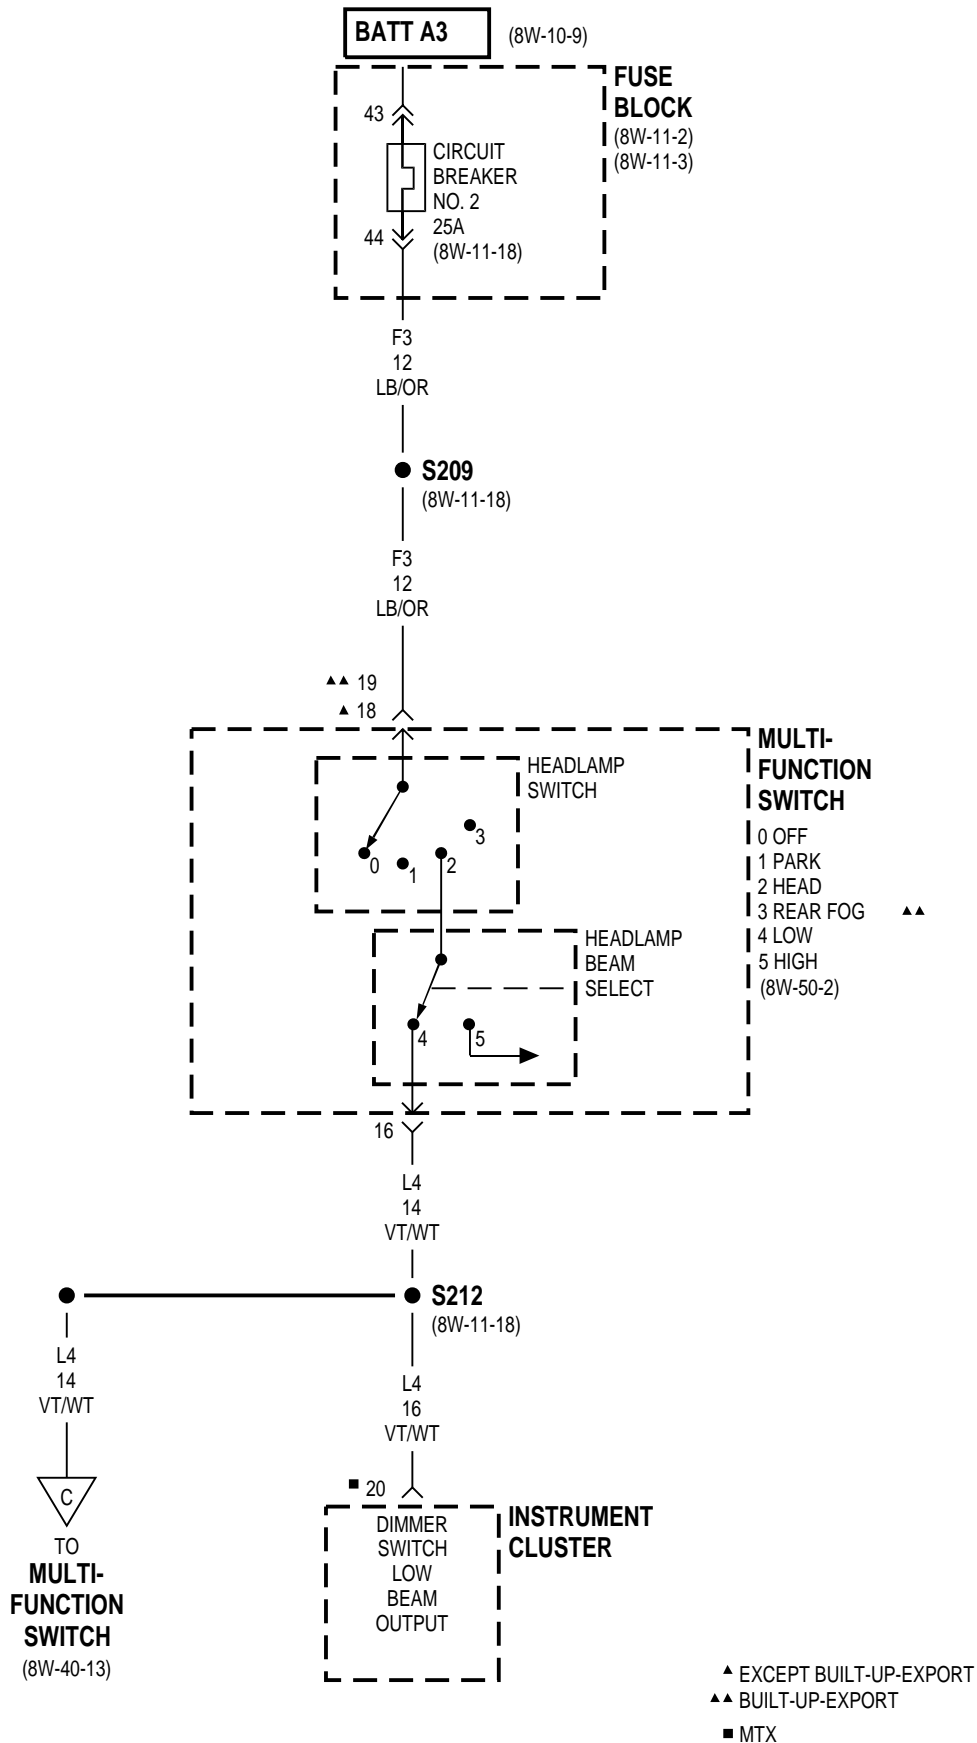 BATT A3
(8W-10-9)
FUSE
BLOCK
(8W-11-2)
(8W-11-3)
43
CIRCUIT
BREAKER
NO. 2
25A
(8W-11-18)
44
F3
12
LB/OR
S209
(8W-11-18)
F3
12
LB/OR
▲▲ 19
▲ 18
MULTI-
FUNCTION
SWITCH
0 OFF
1 PARK
2 HEAD
3 REAR FOG ▲▲
4 LOW
5 HIGH
(8W-50-2)
HEADLAMP
SWITCH
0
1
2
3
HEADLAMP
BEAM
SELECT
4
5
16
L4
14
VT/WT
S212
(8W-11-18)
L4
14
VT/WT
C
TO
MULTI-
FUNCTION
SWITCH
(8W-40-13)
L4
16
VT/WT
■ 20
DIMMER
SWITCH
LOW
BEAM
OUTPUT
INSTRUMENT
CLUSTER
▲ EXCEPT BUILT-UP-EXPORT
▲▲ BUILT-UP-EXPORT
■ MTX